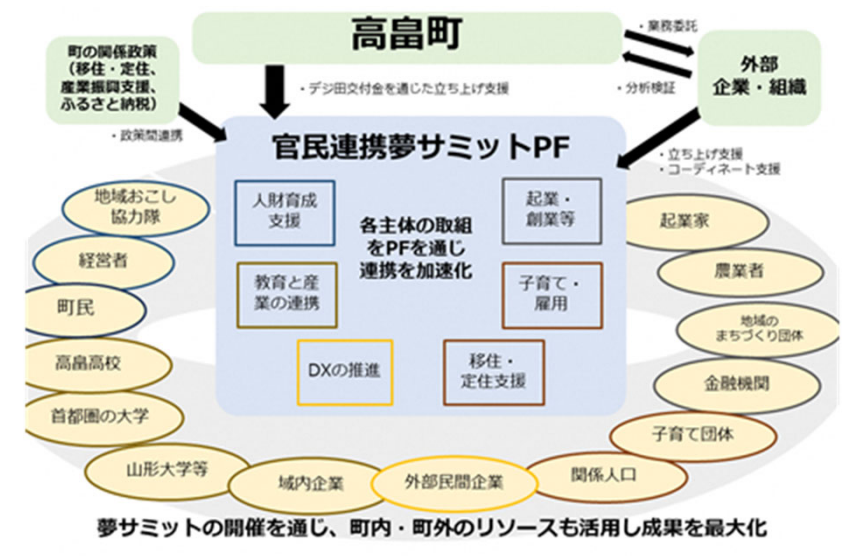 高畠町
・業務委託
町の関係政策
（移住・定住、
産業振興支援、
ふるさと納税）
外部
企業・組織
・デジ田交付金を通じた立ち上げ支援
・分析検証
・政策間連携
官民連携夢サミットPF
・立ち上げ支援
・コーディネート支援
人財育成
支援
起業・
創業等
各主体の取組
をPFを通じ
連携を加速化
教育と産
業の連携
子育て・
雇用
DXの推進
移住・
定住支援
地域おこし
協力隊
経営者
町民
高畠高校
首都圏の大学
山形大学等
域内企業
外部民間企業
関係人口
子育て団体
金融機関
地域の
まちづくり団体
農業者
起業家
夢サミットの開催を通じ、町内・町外のリソースも活用し成果を最大化